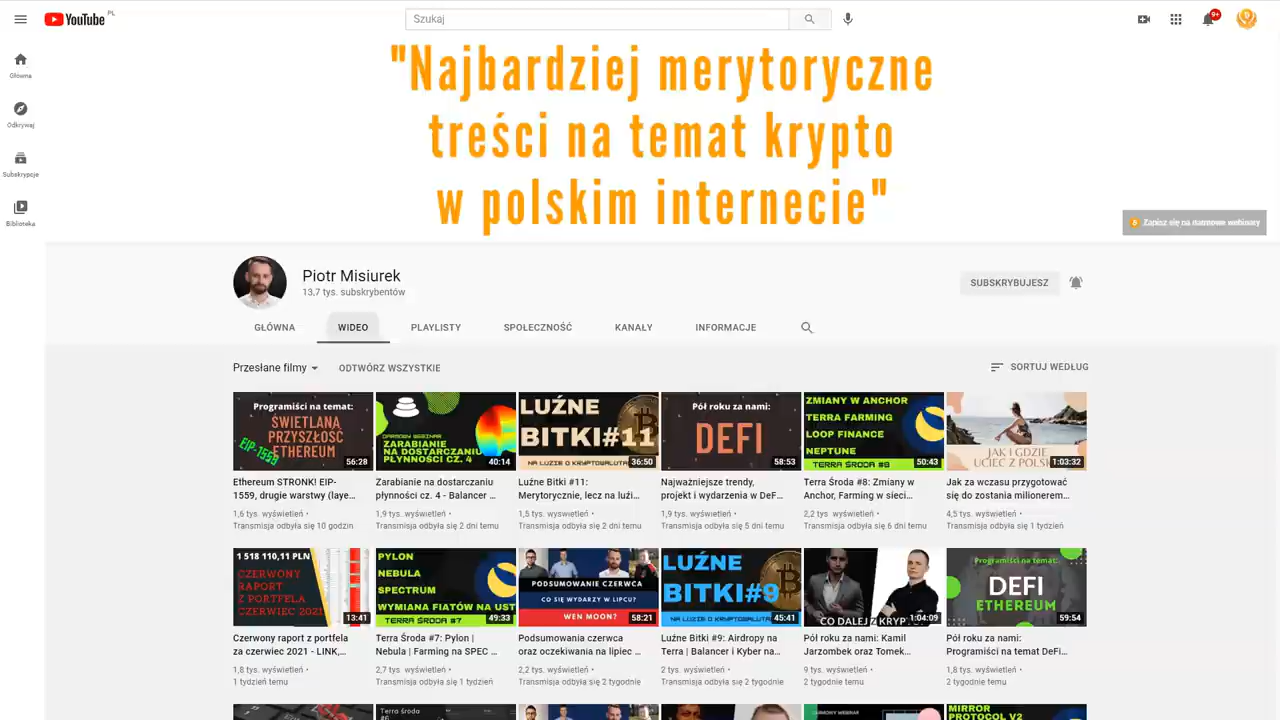 YouTube PL
Szukaj
9+
Główna
Odkrywaj
Subskrypcje
Biblioteka
"Najbardziej merytoryczne
treści na temat krypto
w polskim internecie"
Zapisz się na darmowe webinary
Piotr Misiurek
13,7 tys. subskrybentów
SUBSKRYBUJESZ
GŁÓWNA WIDEO PLAYLISTY SPOŁECZNOŚĆ KANAŁY INFORMACJE
Przesłane filmy ODTWÓRZ WSZYSTKIE SORTUJ WEDŁUG
Programiści na temat:
ŚWIETLANA
PRZYSZŁOŚĆ
ETHEREUM
EIP-1559
56:28
Ethereum STRONK! EIP-
1559, drugie warstwy (laye...
1,6 tys. wyświetleń •
Transmisja odbyła się 10 godzin
DARMOWY WEBINAR
ZARABIANIE
NA DOSTARCZANIU
PŁYNNOŚCI CZ. 4
40:14
Zarabianie na dostarczaniu
płynności cz. 4 - Balancer ...
1,9 tys. wyświetleń •
Transmisja odbyła się 2 dni temu
LUŹNE
BITKI#11
NA LUZIE O KRYPTOWALUTA
36:50
Luźne Bitki #11:
Merytorycznie, lecz na luźi...
1,5 tys. wyświetleń •
Transmisja odbyła się 2 dni temu
Pół roku za nami:
DEFI
58:53
Najważniejsze trendy,
projekt i wydarzenia w DeF...
1,9 tys. wyświetleń •
Transmisja odbyła się 5 dni temu
ZMIANY W ANCHOR
TERRA FARMING
LOOP FINANCE
NEPTUNE
TERRA ŚRODA #8
50:43
Terra Środa #8: Zmiany w
Anchor, Farming w sieci...
2,2 tys. wyświetleń •
Transmisja odbyła się 6 dni temu
JAK I GDZIE
UCIEC Z POLSK
1:03:32
Jak za wczasu przygotować
się do zostania milionerem...
4,5 tys. wyświetleń •
Transmisja odbyła się 1 tydzień
1 518 110,11 PLN
CZERWONY
RAPORT
Z PORTFELA
CZERWIEC 2021
13:41
Czerwony raport z portfela
za czerwiec 2021 - LINK,...
1,8 tys. wyświetleń •
1 tydzień temu
PYLON
NEBULA
SPECTRUM
WYMIANA FIATÓW NA UST
TERRA ŚRODA #7
49:33
Terra Środa #7: Pylon |
Nebula | Farming na SPEC ...
2,7 tys. wyświetleń •
Transmisja odbyła się 1 tydzień
PODSUMOWANIE CZERWCA
CO SIĘ WYDARZY W LIPCU?
WEN MOON?
58:21
Podsumowania czerwca
oraz oczekiwania na lipiec ...
2,2 tys. wyświetleń •
Transmisja odbyła się 2 tygodnie
LUŹNE
BITKI#9
NA LUZIE O KRYPTOWALUTA
45:41
Luźne Bitki #9: Airdropy na
Terra | Balancer i Kyber na...
2 tys. wyświetleń •
Transmisja odbyła się 2 tygodnie
CO DALEJ Z KRYPT
1:04:09
Pół roku za nami: Kamil
Jarzombek oraz Tomek...
9 tys. wyświetleń •
2 tygodnie temu
Programiści na temat:
DEFI
ETHEREUM
59:54
Pół roku za nami:
Programiści na temat DeFi...
1,8 tys. wyświetleń •
2 tygodnie temu
Terra środa
#6
DARMOWY WEBINAR
MIRROR
PROTOCOL V2